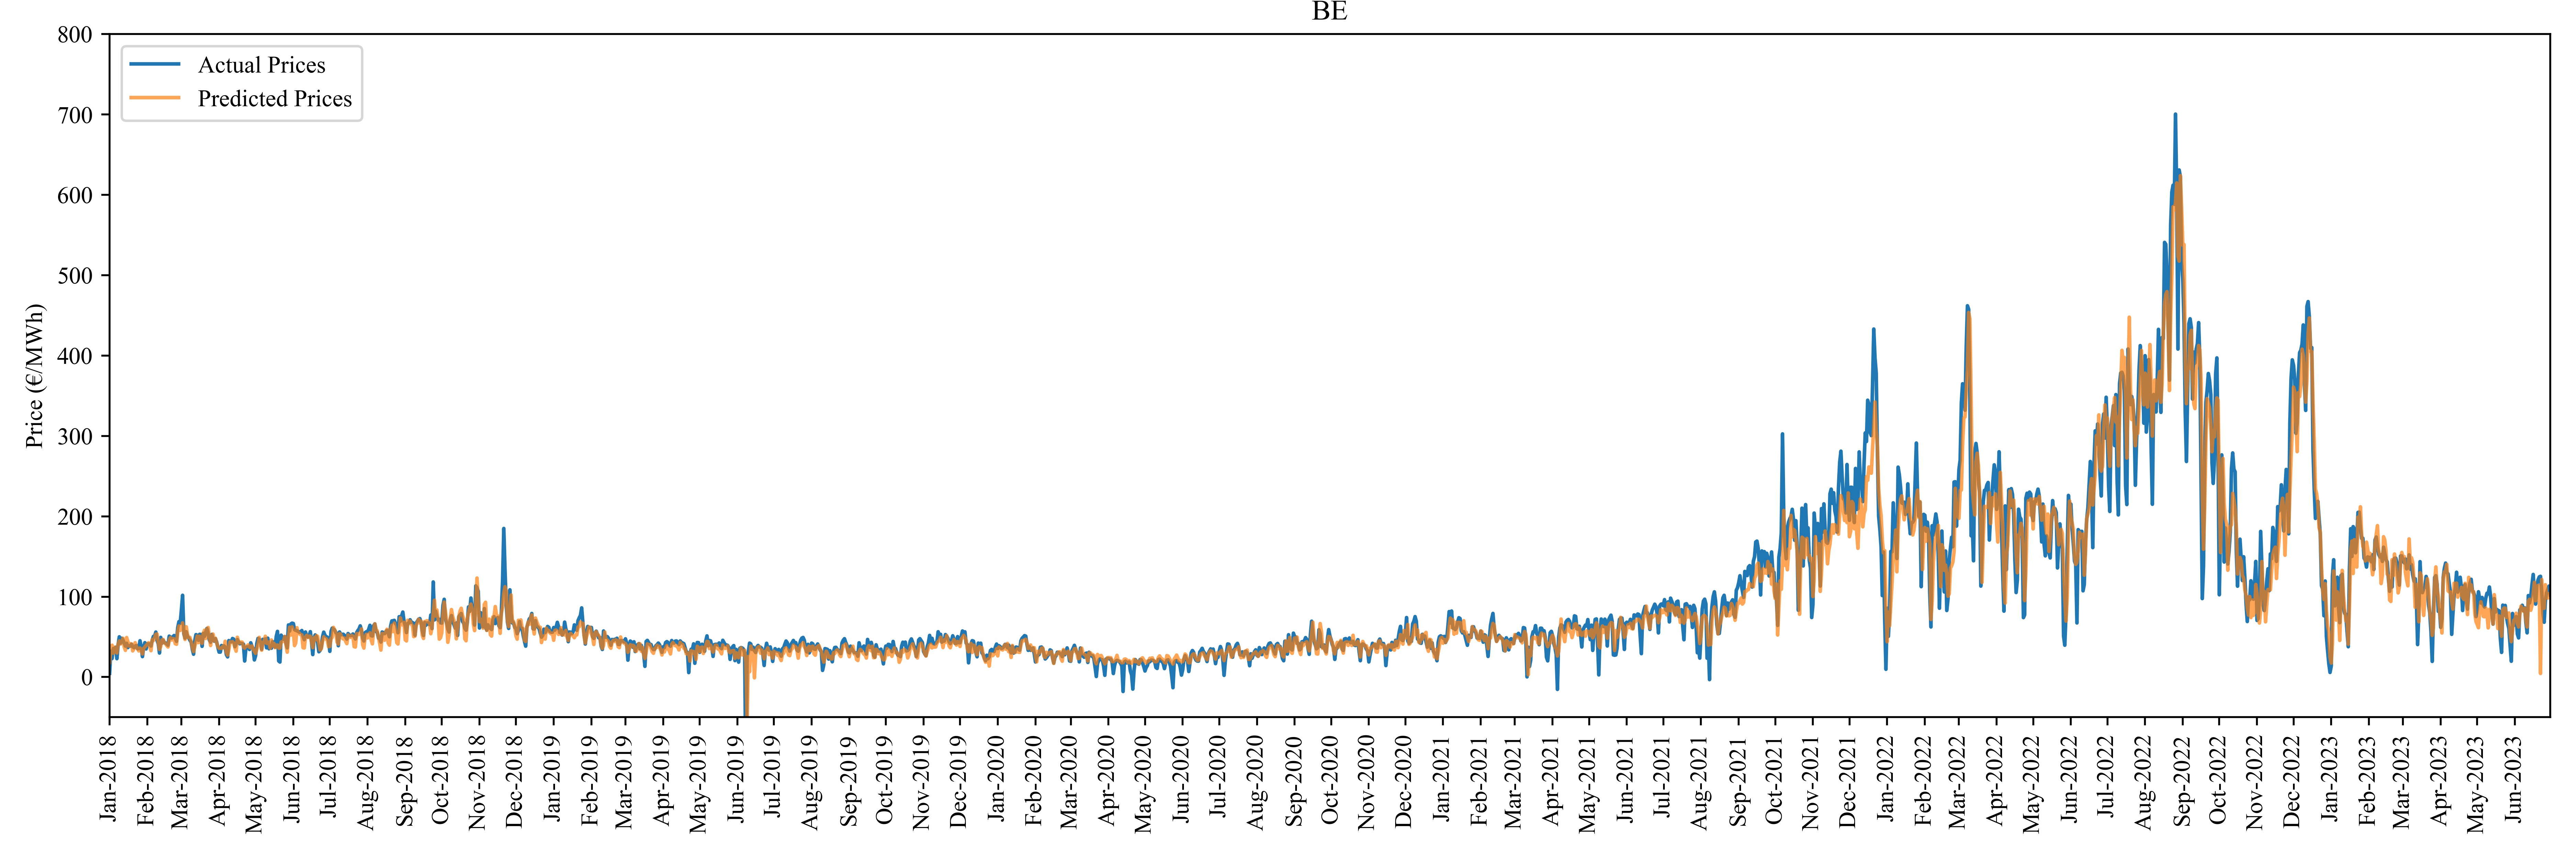 BE
Actual Prices
Predicted Prices
Price (€/MWh)
800
700
600
500
400
300
200
100
0
Jan-2018
Feb-2018
Mar-2018
Apr-2018
May-2018
Jun-2018
Jul-2018
Aug-2018
Sep-2018
Oct-2018
Nov-2018
Dec-2018
Jan-2019
Feb-2019
Mar-2019
Apr-2019
May-2019
Jun-2019
Jul-2019
Aug-2019
Sep-2019
Oct-2019
Nov-2019
Dec-2019
Jan-2020
Feb-2020
Mar-2020
Apr-2020
May-2020
Jun-2020
Jul-2020
Aug-2020
Sep-2020
Oct-2020
Nov-2020
Dec-2020
Jan-2021
Feb-2021
Mar-2021
Apr-2021
May-2021
Jun-2021
Jul-2021
Aug-2021
Sep-2021
Oct-2021
Nov-2021
Dec-2021
Jan-2022
Feb-2022
Mar-2022
Apr-2022
May-2022
Jun-2022
Jul-2022
Aug-2022
Sep-2022
Oct-2022
Nov-2022
Dec-2022
Jan-2023
Feb-2023
Mar-2023
Apr-2023
May-2023
Jun-2023